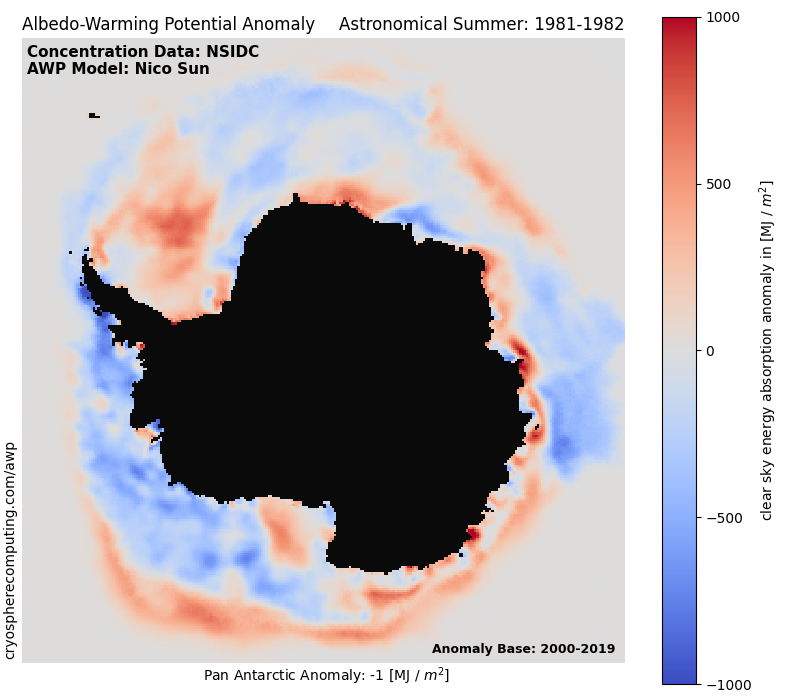 Albedo-Warming Potential Anomaly Astronomical Summer: 1981-1982
Concentration Data: NSIDC
AWP Model: Nico Sun
cryospherecomputing.com/awp
Anomaly Base: 2000-2019
Pan Antarctic Anomaly: -1 [MJ / m²]
1000
500
0
−500
−1000
clear sky energy absorption anomaly in [MJ / m²]